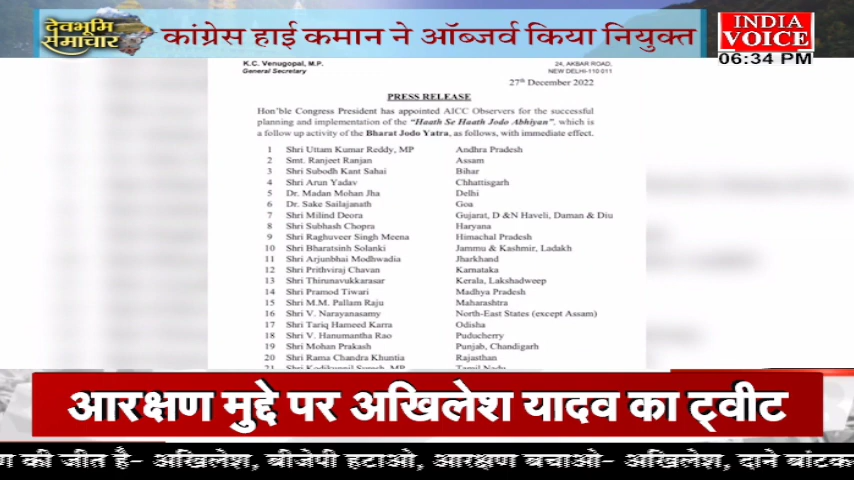 देवभूमि
समाचार
कांग्रेस हाई कमान ने ऑब्जर्व किया नियुक्त
INDIA
VOICE
06:34 PM
K.C. Venugopal, M.P.
General Secretary
24, AKBAR ROAD,
NEW DELHI-110 011
27th December 2022
PRESS RELEASE
Hon'ble Congress President has appointed AICC Observers for the successful
planning and implementation of the "Haath Se Haath Jodo Abhiyan", which is
a follow up activity of the Bharat Jodo Yatra, as follows, with immediate effect.
1 Shri Uttam Kumar Reddy, MP Andhra Pradesh
2 Smt. Ranjeet Ranjan Assam
3 Shri Subodh Kant Sahai Bihar
4 Shri Arun Yadav Chhattisgarh
5 Dr. Madan Mohan Jha Delhi
6 Dr. Sake Sailajanath Goa
7 Shri Milind Deora Gujarat, D &N Haveli, Daman & Diu
8 Shri Subhash Chopra Haryana
9 Shri Raghuveer Singh Meena Himachal Pradesh
10 Shri Bharatsinh Solanki Jammu & Kashmir, Ladakh
11 Shri Arjunbhai Modhwadia Jharkhand
12 Shri Prithviraj Chavan Karnataka
13 Shri Thirunavukkarasar Kerala, Lakshadweep
14 Shri Pramod Tiwari Madhya Pradesh
15 Shri M.M. Pallam Raju Maharashtra
16 Shri V. Narayanasamy North-East States (except Assam)
17 Shri Tariq Hameed Karra Odisha
18 Shri V. Hanumantha Rao Puducherry
19 Shri Mohan Prakash Punjab, Chandigarh
20 Shri Rama Chandra Khuntia Rajasthan
21 Shri Kodikunnil Suresh, MP Tamil Nadu
आरक्षण मुद्दे पर अखिलेश यादव का ट्वीट
ण की जीत है- अखिलेश, बीजेपी हटाओ, आरक्षण बचाओ- अखिलेश, दाने बांटक